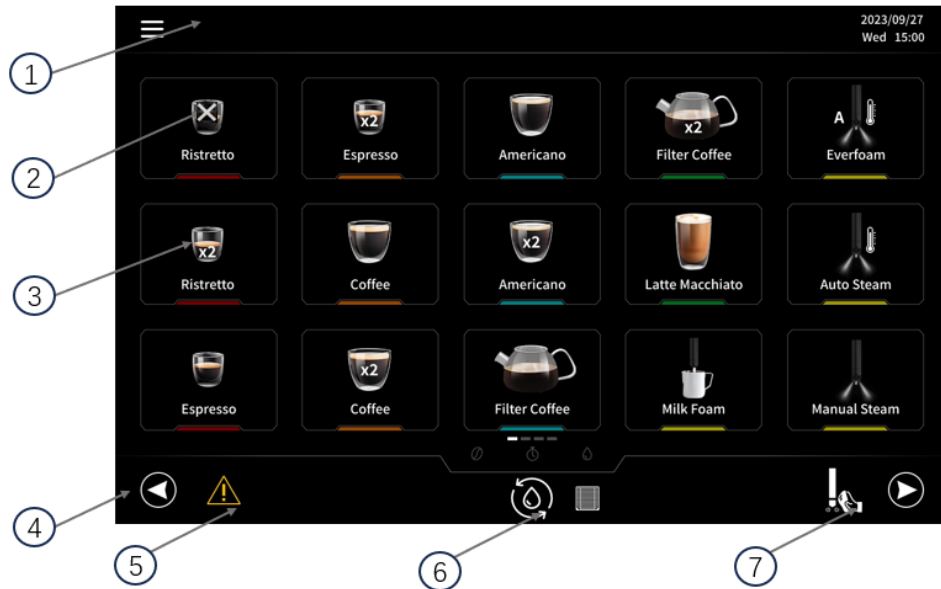 2023/09/27
Wed 15:00
1
Ristretto
x2
Espresso
Americano
x2
Filter Coffee
A
Everfoam
2
x2
Ristretto
Coffee
x2
Americano
Latte Macchiato
Auto Steam
3
Espresso
x2
Coffee
Filter Coffee
Milk Foam
Manual Steam
4
5
6
7